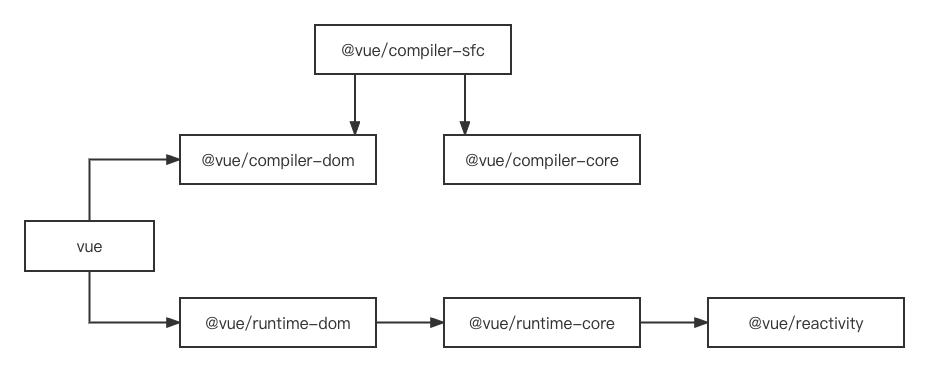 @vue/compiler-sfc
@vue/compiler-dom
@vue/compiler-core
vue
@vue/runtime-dom
@vue/runtime-core
@vue/reactivity